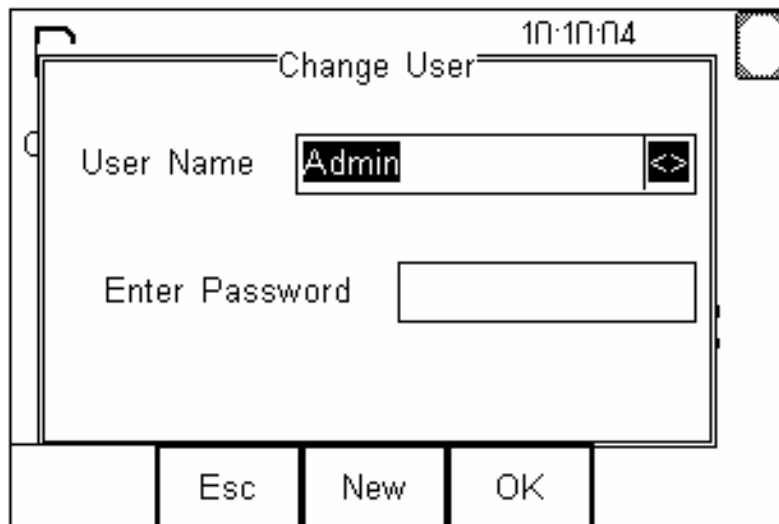 10:10:04
Change User
User Name Admin <>
Enter Password
Esc New OK